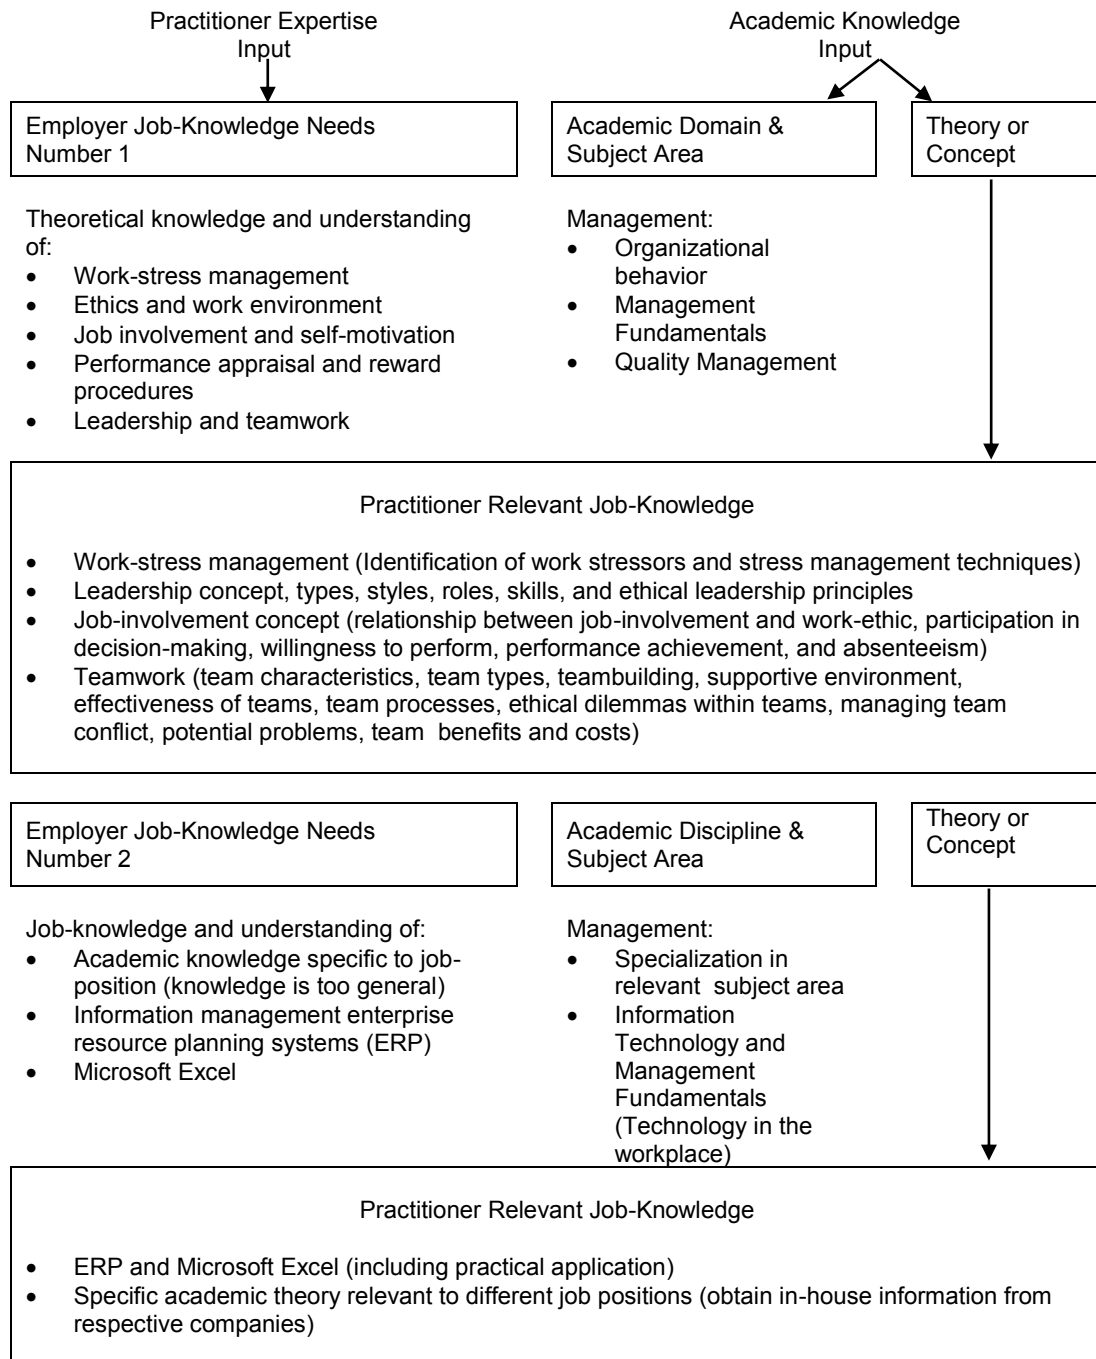 Practitioner Expertise
Input
Academic Knowledge
Input
Employer Job-Knowledge Needs
Number 1
Academic Domain &
Subject Area
Theory or
Concept
Theoretical knowledge and understanding
of:
• Work-stress management
• Ethics and work environment
• Job involvement and self-motivation
• Performance appraisal and reward
procedures
• Leadership and teamwork
Management:
• Organizational
behavior
• Management
Fundamentals
• Quality Management
Practitioner Relevant Job-Knowledge
• Work-stress management (Identification of work stressors and stress management techniques)
• Leadership concept, types, styles, roles, skills, and ethical leadership principles
• Job-involvement concept (relationship between job-involvement and work-ethic, participation in
decision-making, willingness to perform, performance achievement, and absenteeism)
• Teamwork (team characteristics, team types, teambuilding, supportive environment,
effectiveness of teams, team processes, ethical dilemmas within teams, managing team
conflict, potential problems, team benefits and costs)
Employer Job-Knowledge Needs
Number 2
Academic Discipline &
Subject Area
Theory or
Concept
Job-knowledge and understanding of:
• Academic knowledge specific to job-
position (knowledge is too general)
• Information management enterprise
resource planning systems (ERP)
• Microsoft Excel
Management:
• Specialization in
relevant subject area
• Information
Technology and
Management
Fundamentals
(Technology in the
workplace)
Practitioner Relevant Job-Knowledge
• ERP and Microsoft Excel (including practical application)
• Specific academic theory relevant to different job positions (obtain in-house information from
respective companies)